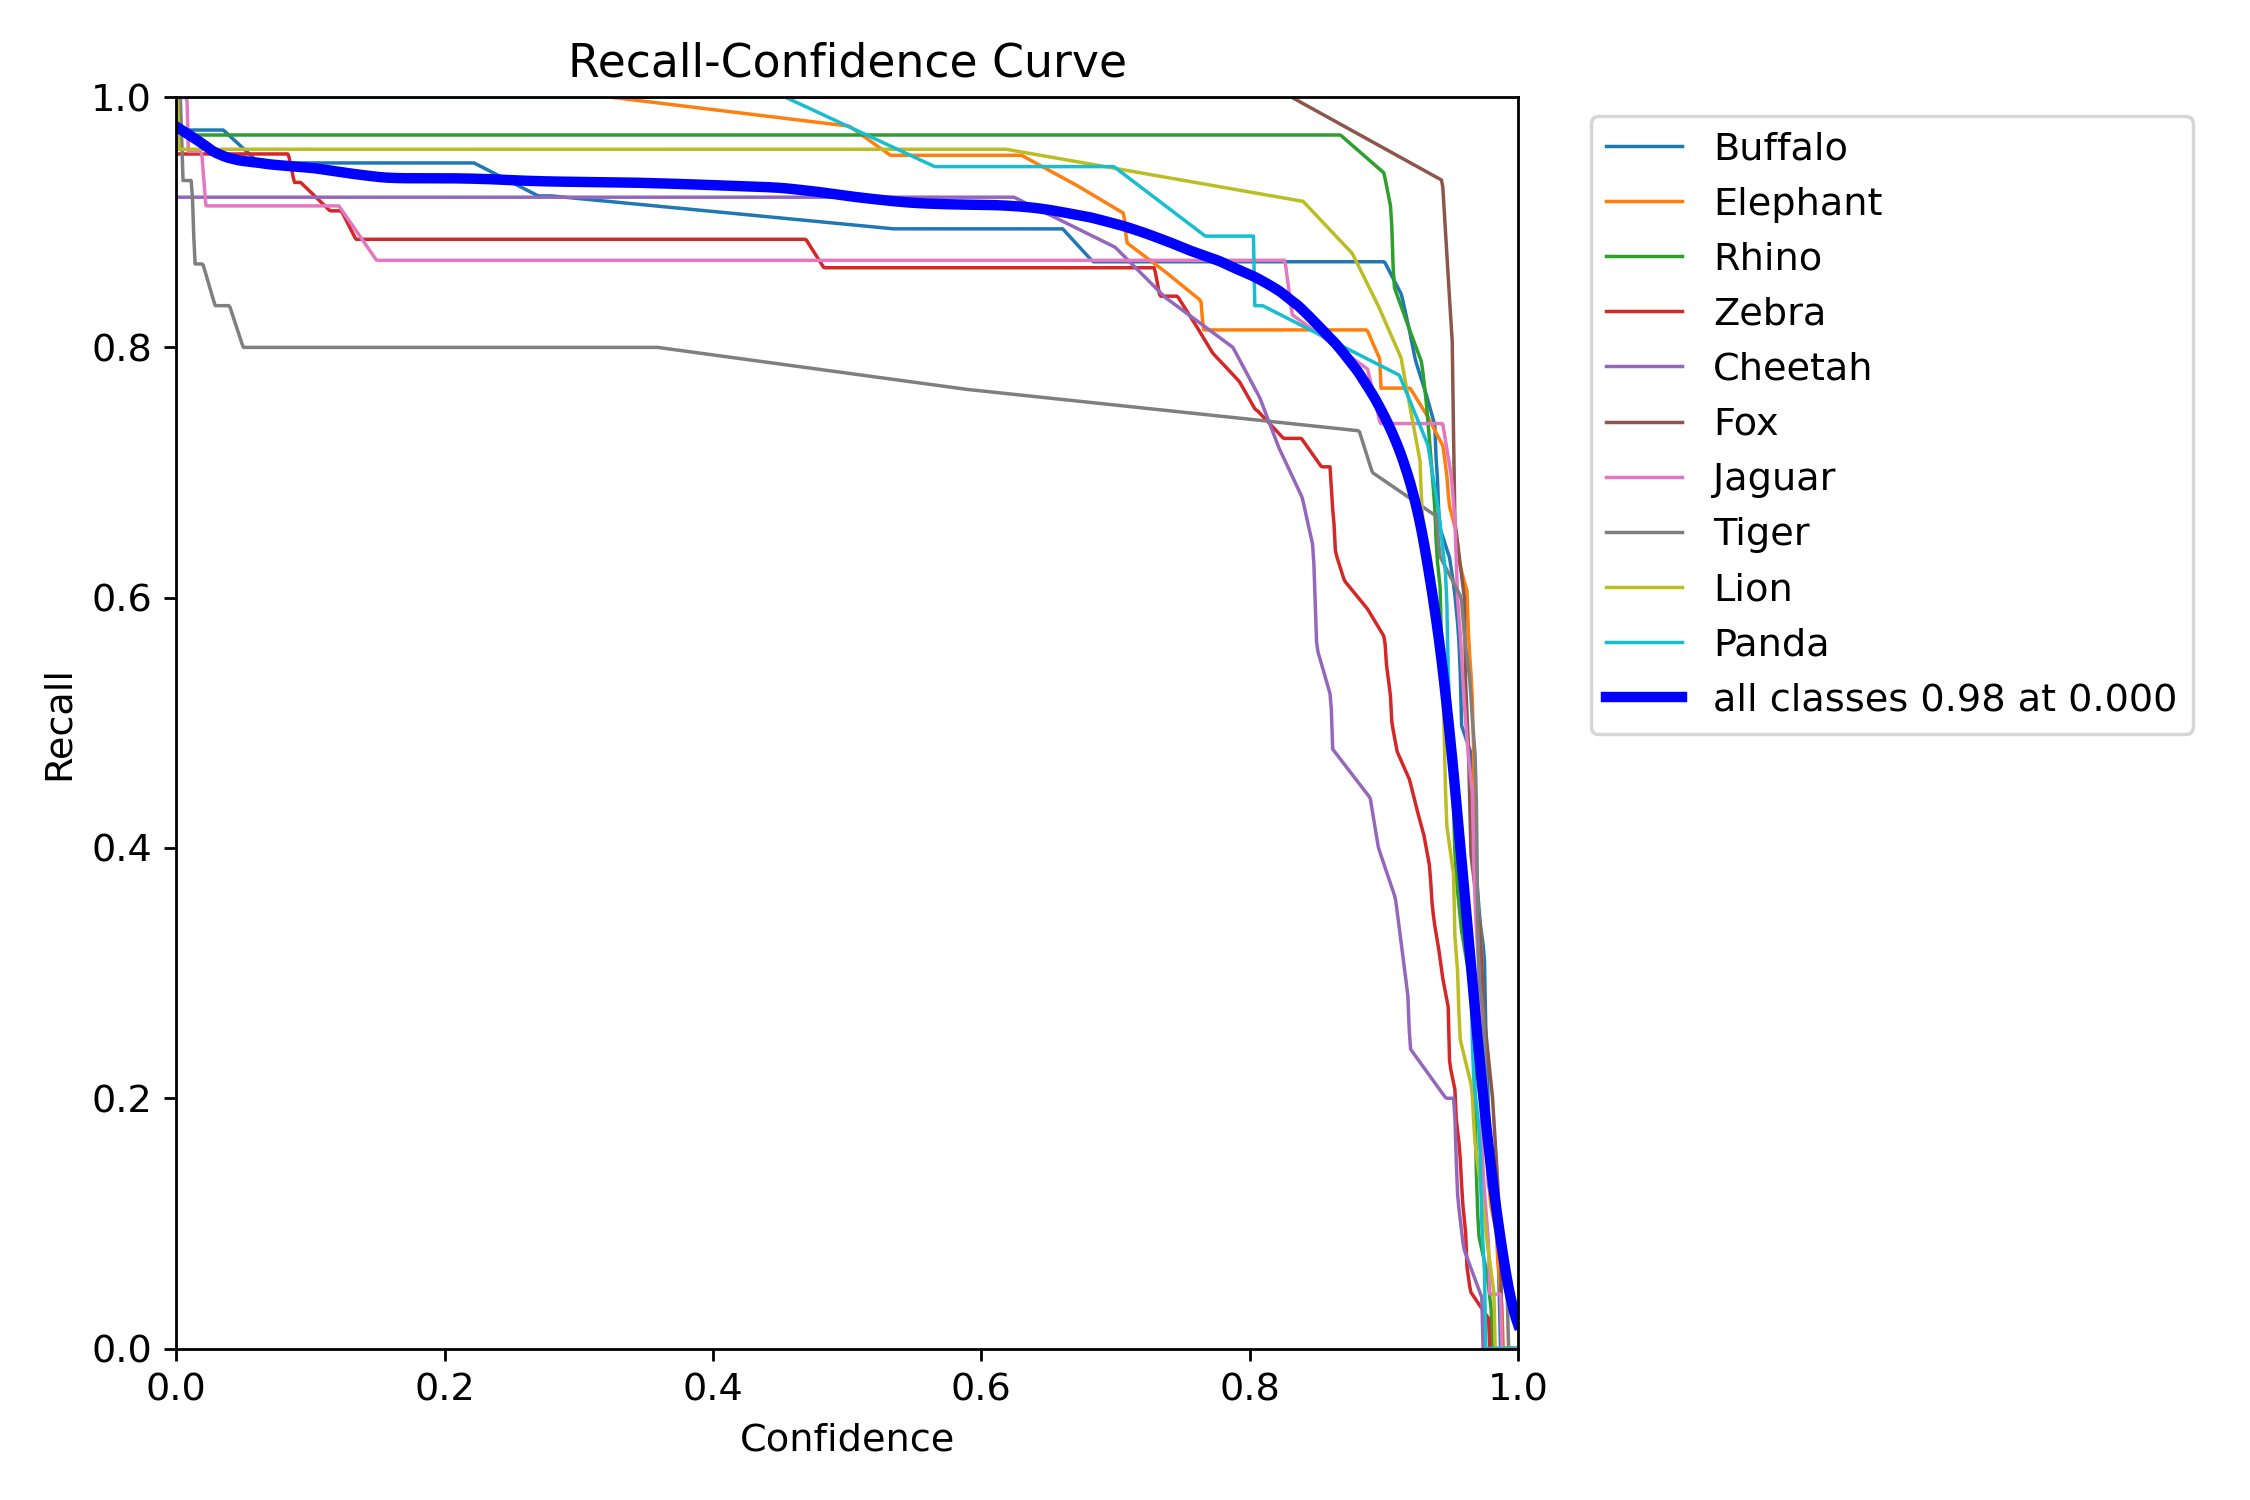 Recall-Confidence Curve
1.0
0.8
0.6
0.4
0.2
0.0
Recall
0.0 0.2 0.4 0.6 0.8 1.0
Confidence
Buffalo
Elephant
Rhino
Zebra
Cheetah
Fox
Jaguar
Tiger
Lion
Panda
all classes 0.98 at 0.000